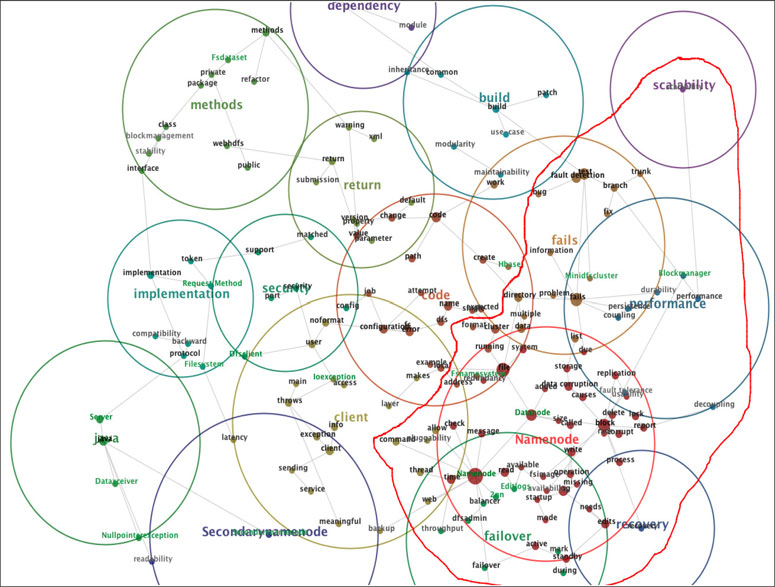 dependency
module
methods
Fsdataset
private
package
refactor
methods
class
blockmanagement
stability
interface
webhdfs
public
inheritance
common
build
build
patch
use-case
modularity
maintainability
work
scalability
warning
xml
return
submission
return
default
change
code
version
property
value
parameter
path
matched
test
fault detection
trunk
branch
bug
fix
fails
information
create
Hbase
Minidfscluster
Blockmanager
durability
performance
performance
coupling
problem
fails
directory
multiple
token
support
implementation
implementation
RequestMethod
security
security
port
config
job
attempt
code
name
expected
dfs
configuration
error
format
cluster
data
noformat
user
compatibility
backward
protocol
Filesystem
Dfsclient
running
system
list
due
example
local
file
Fsnamesystem
redundancy
address
makes
storage
replication
data corruption
added
causes
fault tolerance
usability
decoupling
main
Ioexception
access
throws
layer
client
info
exception
client
sending
service
meaningful
latency
Server
java
Dataceiver
Nullpointerexception
readability
Secondarynamenode
allow
check
message
command
pluggability
Datanode
size
called
delete
lack
block
report
corrupt
Namenode
write
process
thread
time
Namenode
read
available
fsimage
operation
missing
Editlogs
startup
web
balancer
dfsadmin
throughput
backup
node
needs
edits
recovery
failover
active
mark
standby
failover
during